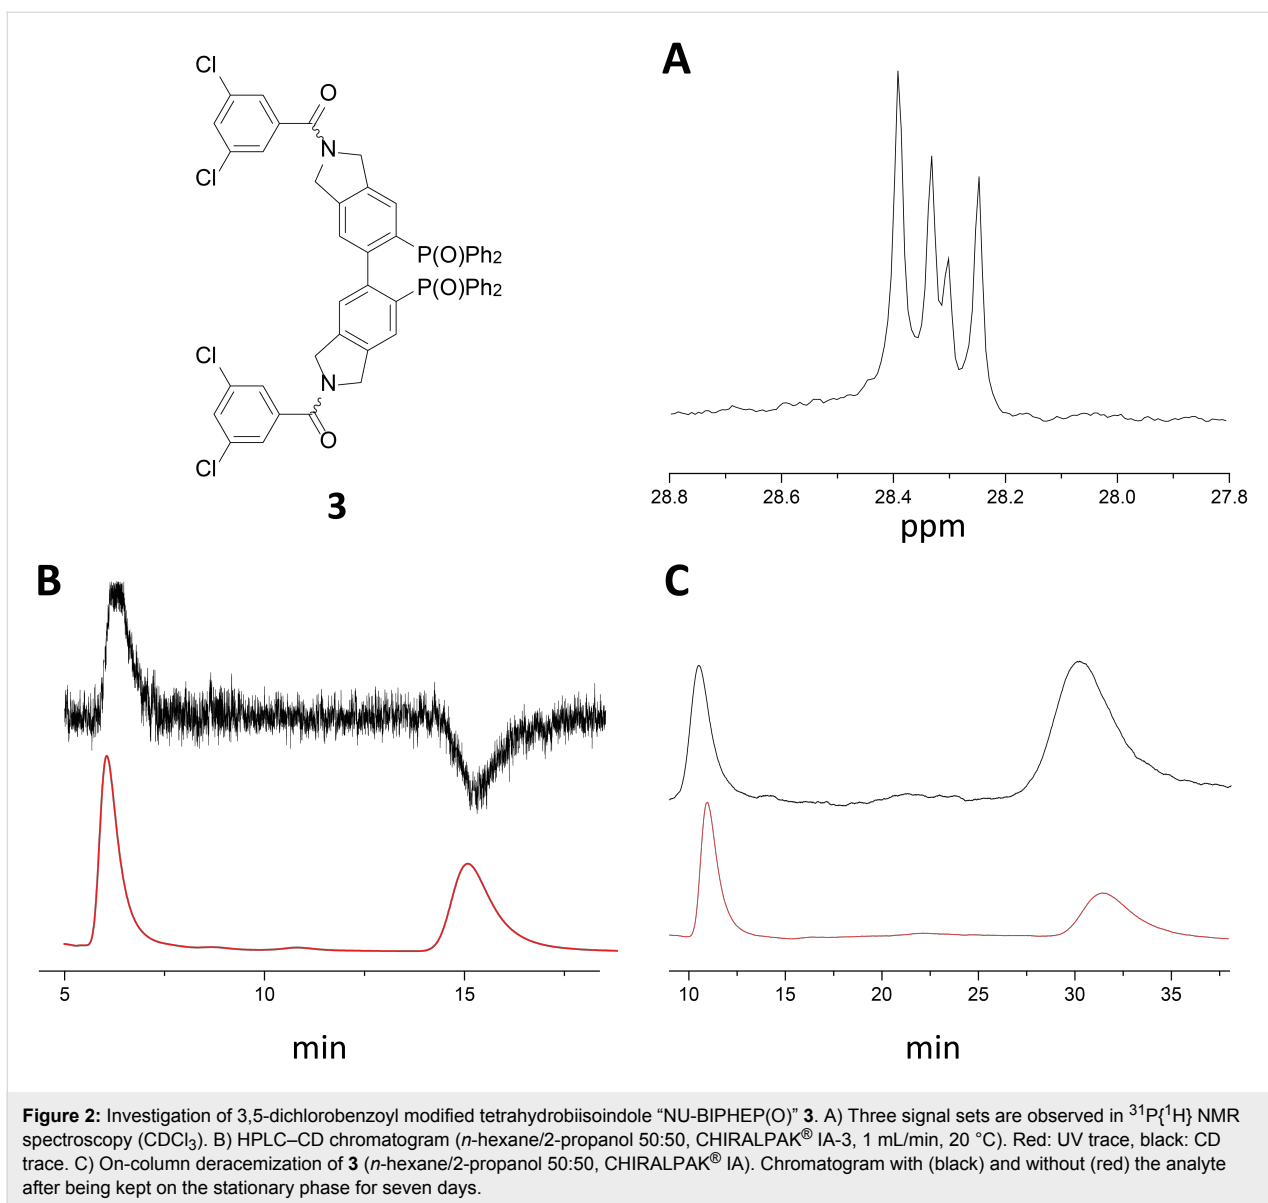 Cl
O
N
Cl
P(O)Ph2
P(O)Ph2
Cl
N
O
Cl
3
A
28.8 28.6 28.4 28.2 28.0 27.8
ppm
B
5 10 15
min
C
10 15 20 25 30 35
min
Figure 2: Investigation of 3,5-dichlorobenzoyl modified tetrahydrobiisoindole “NU-BIPHEP(O)” 3. A) Three signal sets are observed in 31P{1H} NMR
spectroscopy (CDCl3). B) HPLC–CD chromatogram (n-hexane/2-propanol 50:50, CHIRALPAK® IA-3, 1 mL/min, 20 °C). Red: UV trace, black: CD
trace. C) On-column deracemization of 3 (n-hexane/2-propanol 50:50, CHIRALPAK® IA). Chromatogram with (black) and without (red) the analyte
after being kept on the stationary phase for seven days.